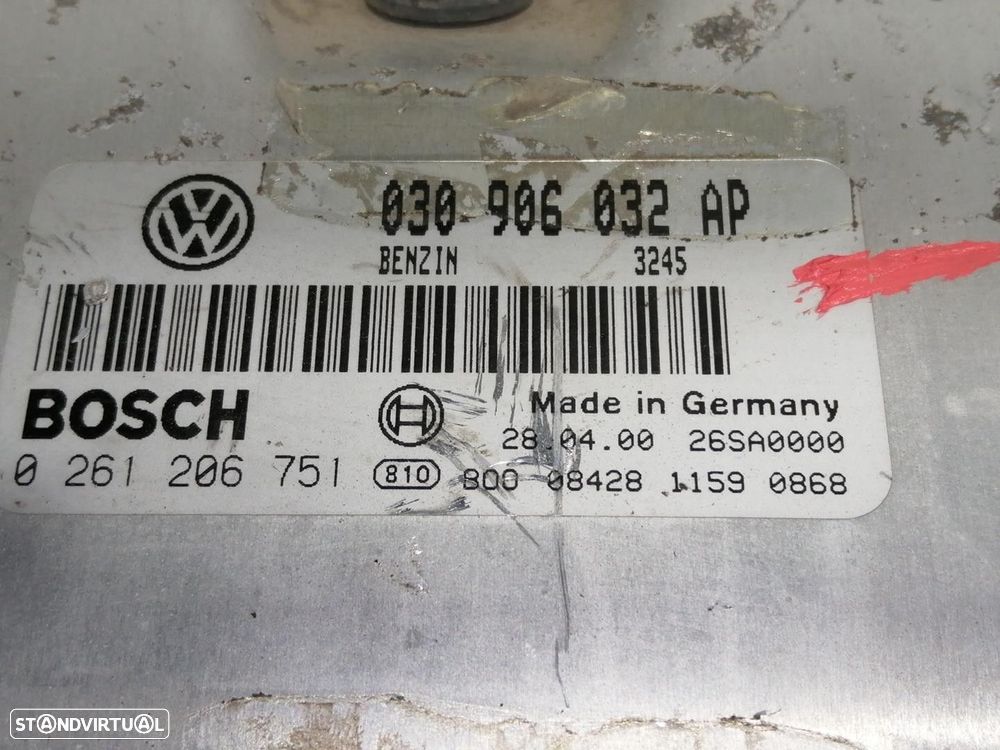 030 906 032 AP
BENZIN 3245
BOSCH
Made in Germany
28.04.00 26SA0000
0 261 206 751 810 800 08428 1159 0868
STANDVIRTUAL